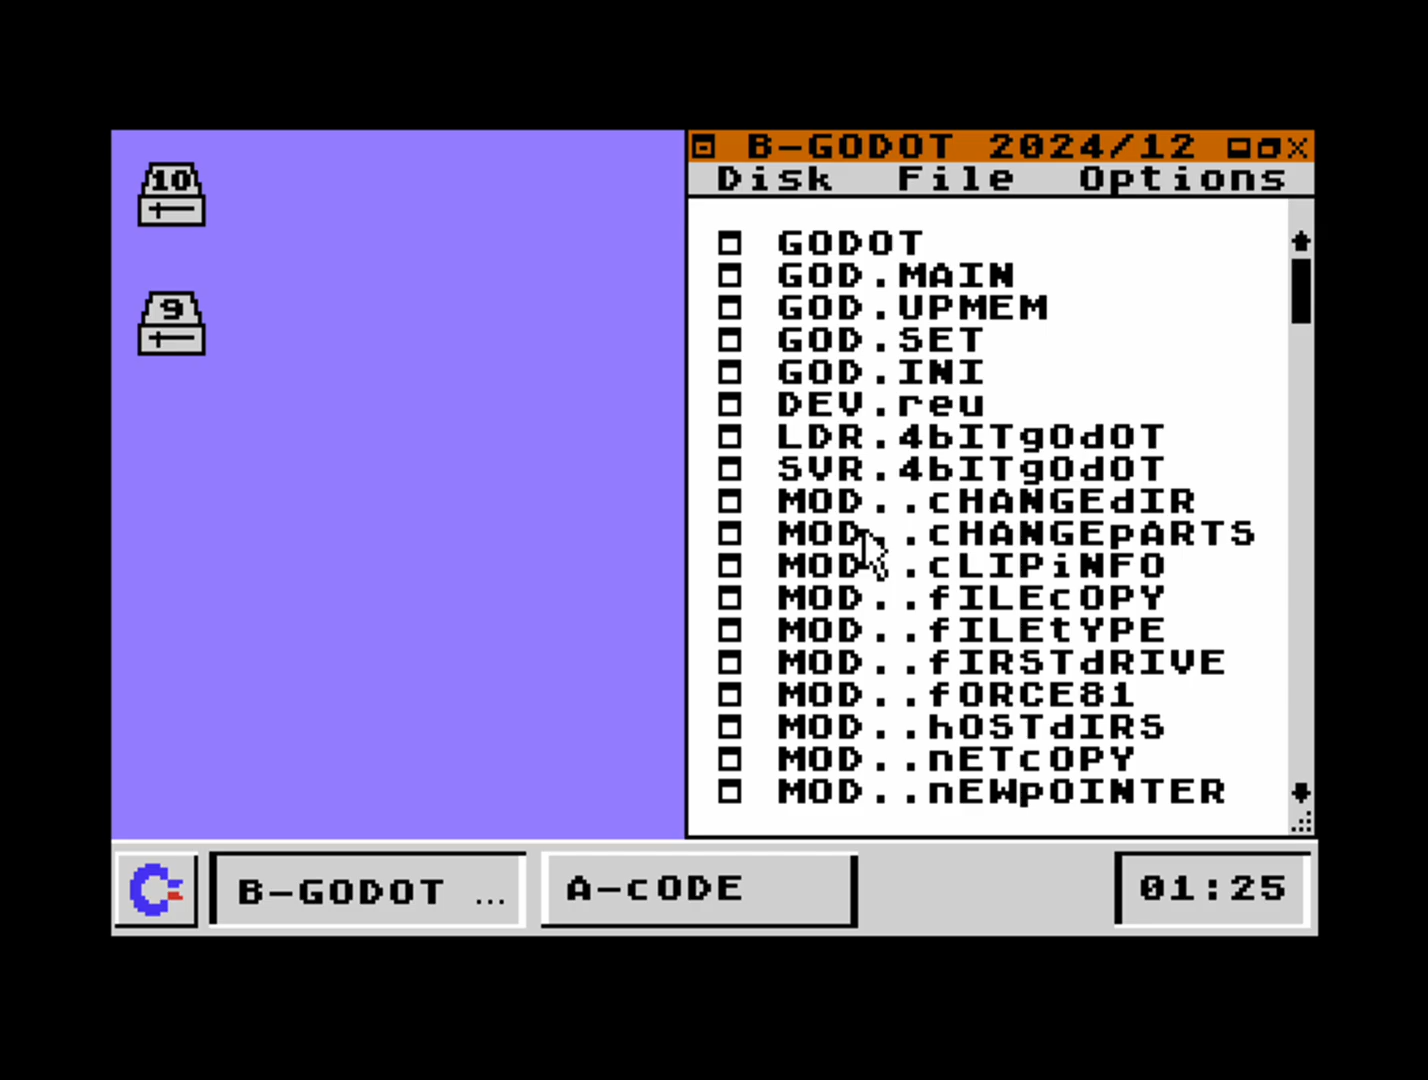 10
9
B-GODOT 2024/12
Disk File Options
GODOT
GOD.MAIN
GOD.UPMEM
GOD.SET
GOD.INI
DEV.reu
LDR.4bITgOdOT
SVR.4bITgOdOT
MOD..cHANGEdIR
MOD..cHANGEpARTS
MOD..cLIPiNFO
MOD..fILEcOPY
MOD..fILEtYPE
MOD..fIRSTdRIVE
MOD..fORCE81
MOD..hOSTdIRS
MOD..nETcOPY
MOD..nEWpOINTER
B-GODOT ... A-cODE 01:25